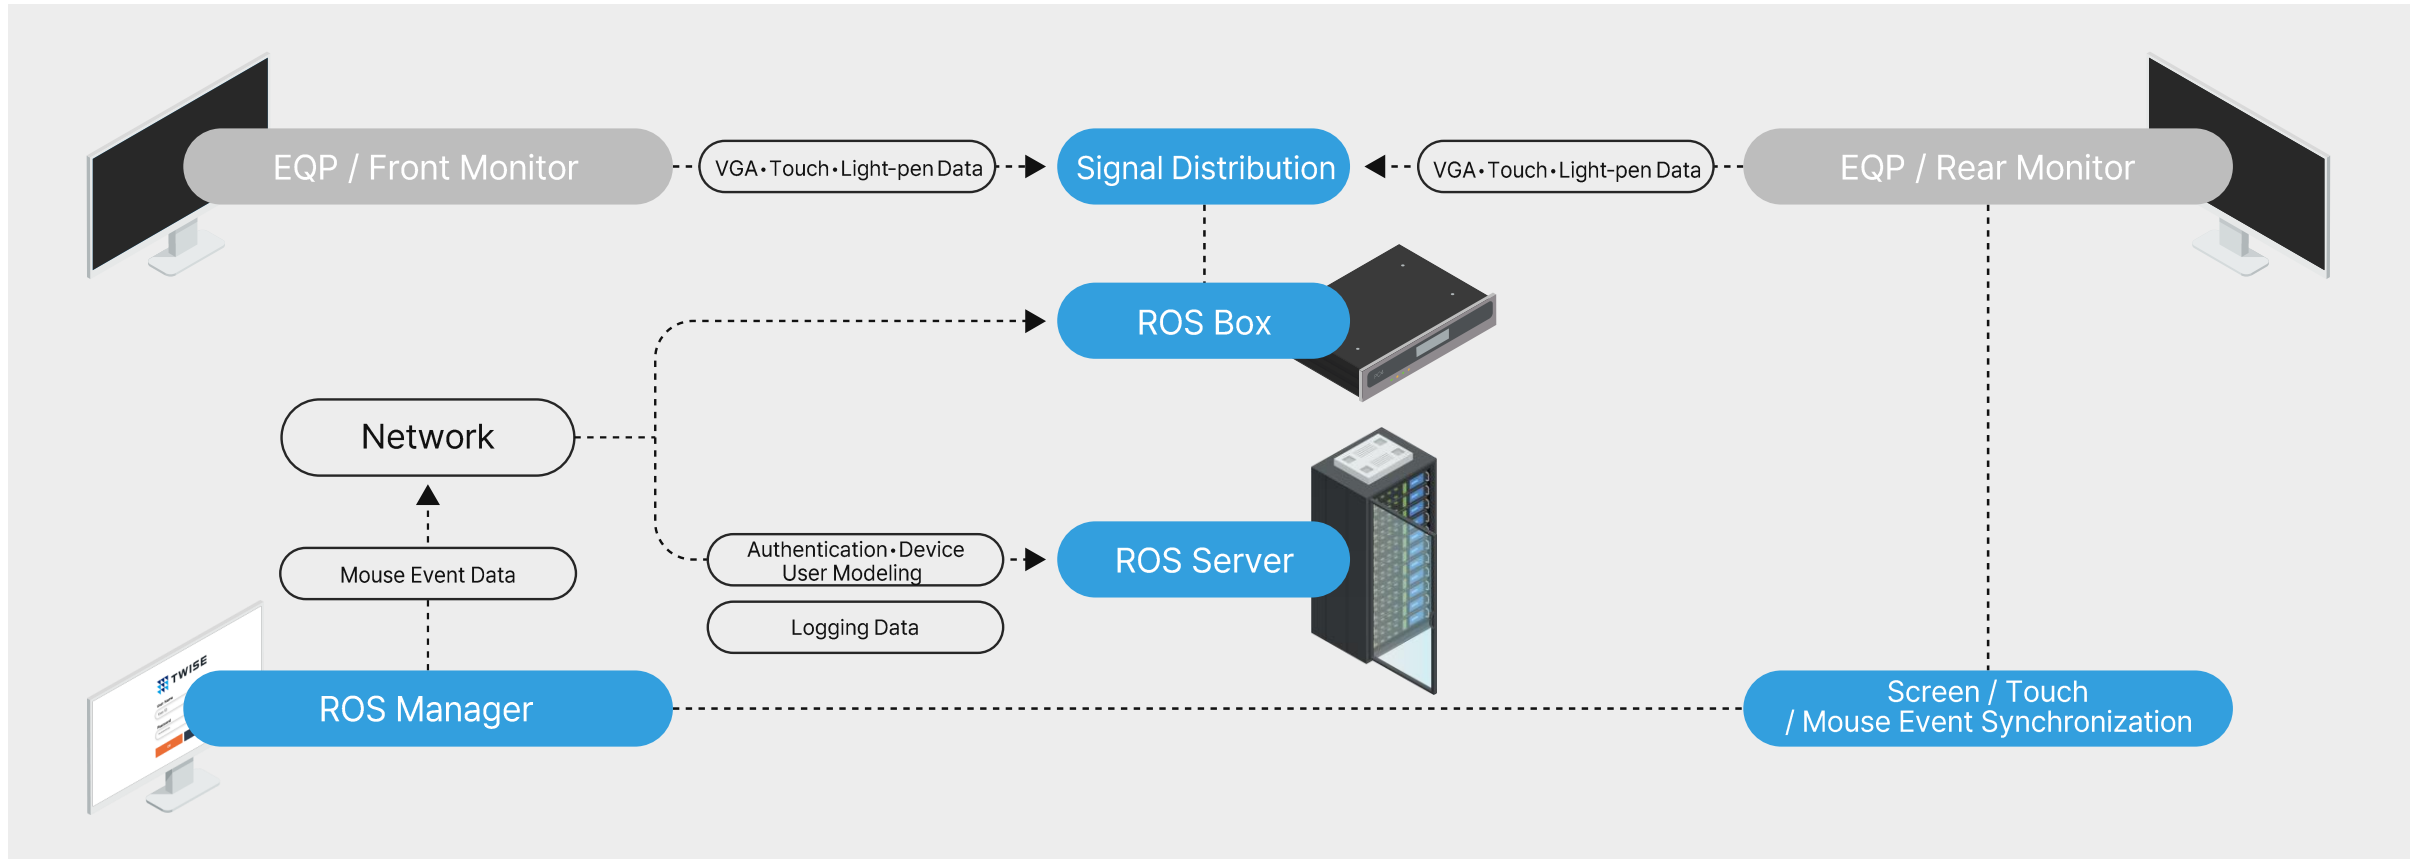 EQP / Front Monitor
VGA•Touch•Light-pen Data
Signal Distribution
VGA•Touch•Light-pen Data
EQP / Rear Monitor
ROS Box
Network
Mouse Event Data
Authentication•Device
User Modeling
Logging Data
ROS Server
TWISE
ROS Manager
Screen / Touch
/ Mouse Event Synchronization